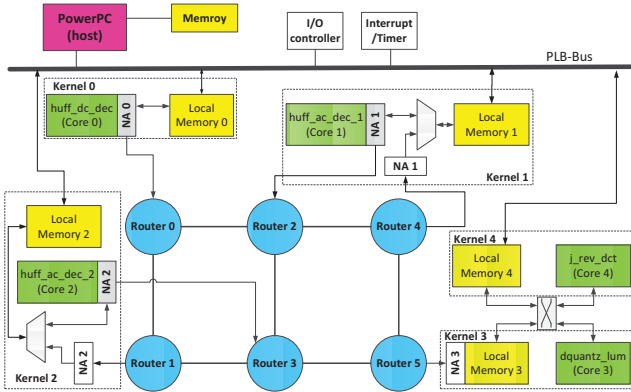 PowerPC
(host)
Memroy
I/O
controller
Interrupt
/Timer
PLB-Bus
Kernel 0
huff_dc_dec
(Core 0)
NA 0
Local
Memory 0
huff_ac_dec_1
(Core 1)
NA 1
Local
Memory 1
NA 1
Kernel 1
Local
Memory 2
huff_ac_dec_2
(Core 2)
NA 2
NA 2
Kernel 2
Router 0
Router 2
Router 4
Router 1
Router 3
Router 5
Kernel 4
Local
Memory 4
j_rev_dct
(Core 4)
Kernel 3
NA 3
Local
Memory 3
dquantz_lum
(Core 3)